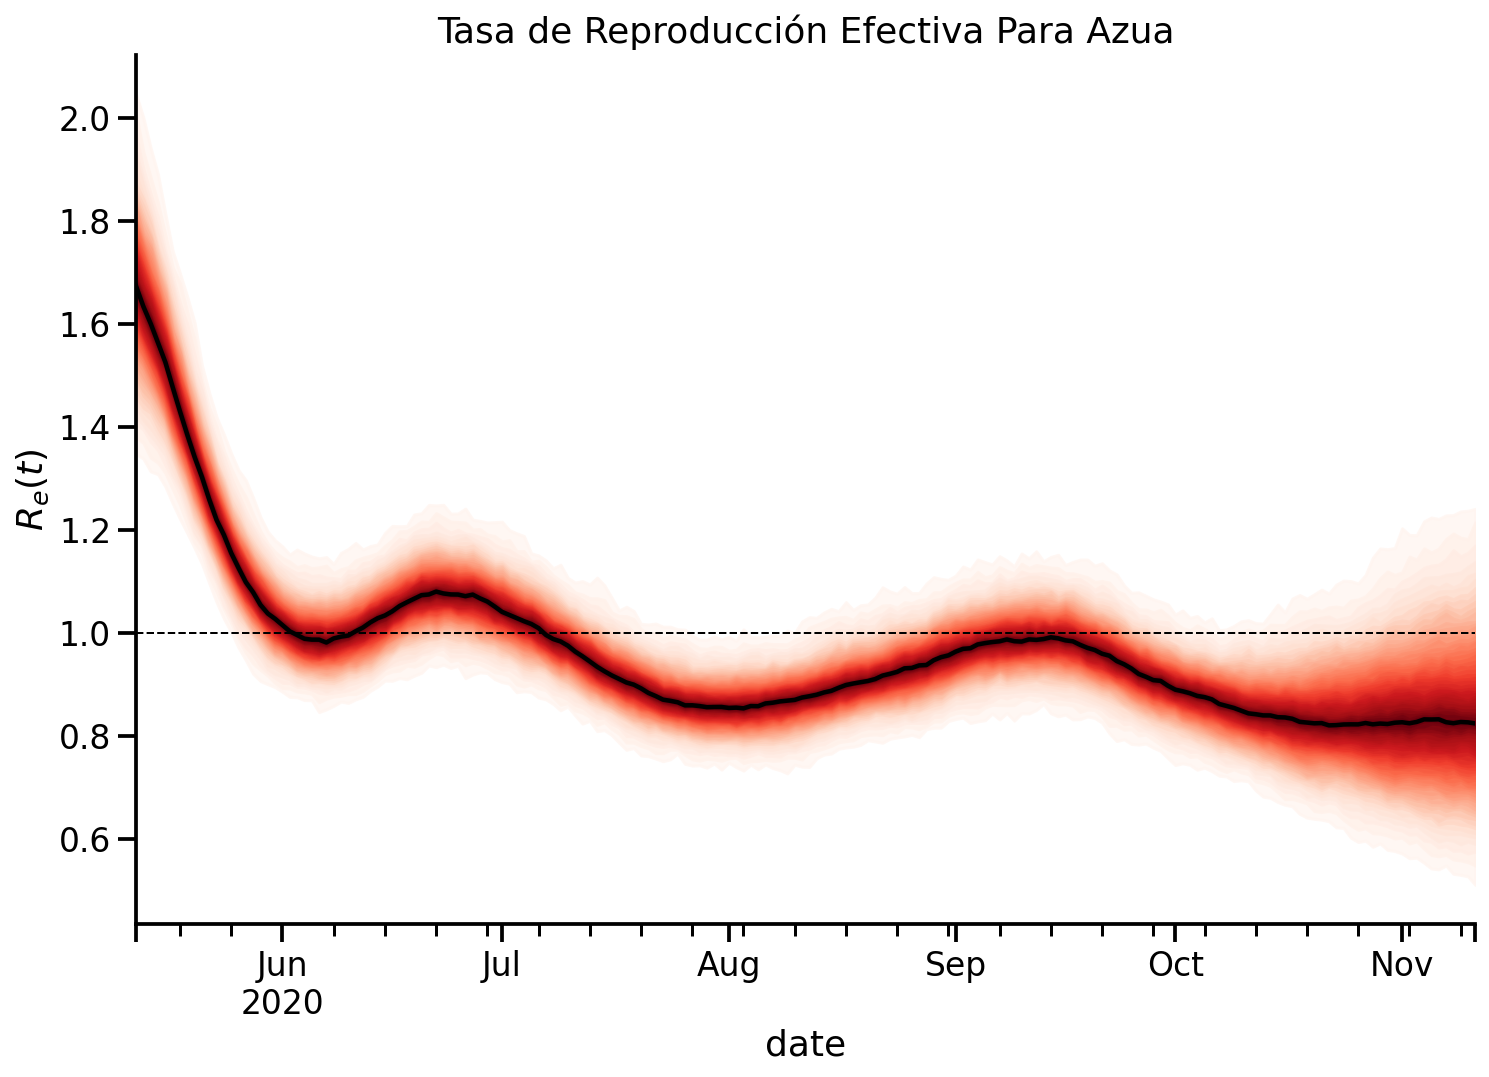 Tasa de Reproducción Efectiva Para Azua
2.0
1.8
1.6
1.4
1.2
1.0
0.8
0.6
R_e(t)
Jun Jul Aug Sep Oct Nov
2020
date